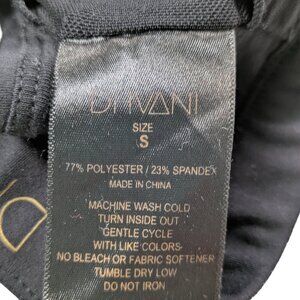 SIZE
S
77% POLYESTER / 23% SPANDEX
MADE IN CHINA
MACHINE WASH COLD
TURN INSIDE OUT
GENTLE CYCLE
WITH LIKE COLORS
NO BLEACH OR FABRIC SOFTENER
TUMBLE DRY LOW
DO NOT IRON